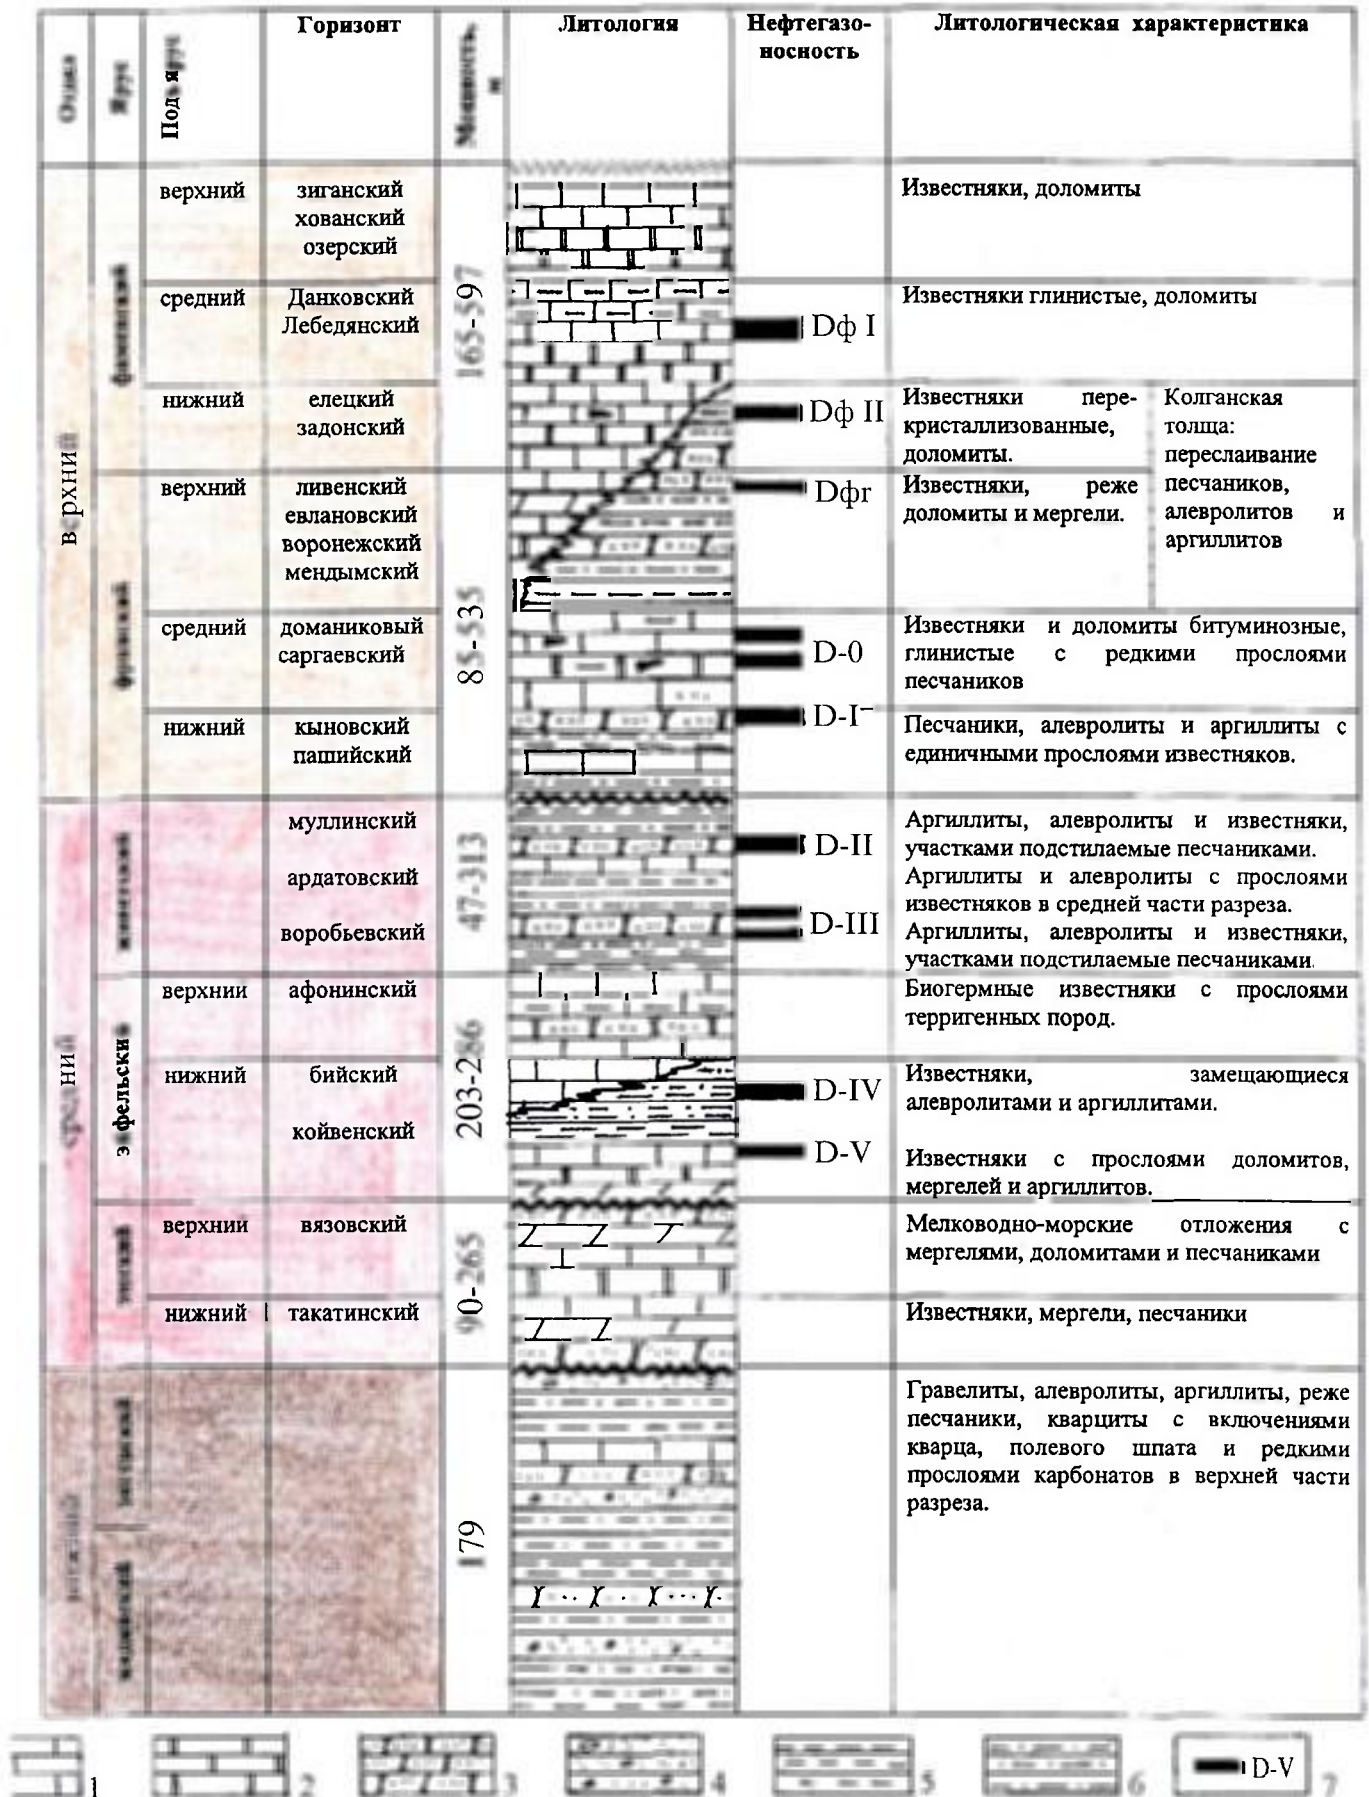 Отдел
Ярус
Подъярус
Горизонт
Мощность, м
Литология
Нефтегазо-
носность
Литологическая характеристика
верхний
фаменский
верхний
зиганский
хованский
озерский
165-597
Известняки, доломиты
средний
Данковский
Лебедянский
Dф I
Известняки глинистые, доломиты
нижний
елецкий
задонский
Dф II
Известняки пере-
кристаллизованные,
доломиты.
Колганская
толща:
переслаивание
песчаников,
алевролитов и
аргиллитов
франский
верхний
ливенский
евлановский
воронежский
мендымский
85-535
Dфг
Известняки, реже
доломиты и мергели.
средний
доманиковый
саргаевский
D-0
Известняки и доломиты битуминозные,
глинистые с редкими прослоями
песчаников
нижний
кыновский
пашийский
D-I
Песчаники, алевролиты и аргиллиты с
единичными прослоями известняков.
средний
живетский
муллинский
ардатовский
воробьевский
47-313
D-II
D-III
Аргиллиты, алевролиты и известняки,
участками подстилаемые песчаниками.
Аргиллиты и алевролиты с прослоями
известняков в средней части разреза.
Аргиллиты, алевролиты и известняки,
участками подстилаемые песчаниками.
эйфельский
верхнии
афонинский
203-286
Биогермные известняки с прослоями
терригенных пород.
нижний
бийский
койвенский
D-IV
D-V
Известняки, замещающиеся
алевролитами и аргиллитами.
Известняки с прослоями доломитов,
мергелей и аргиллитов.
верхнии
вязовский
90-265
Мелководно-морские отложения с
мергелями, доломитами и песчаниками
нижний
такатинский
Известняки, мергели, песчаники
179
Гравелиты, алевролиты, аргиллиты, реже
песчаники, кварциты с включениями
кварца, полевого шпата и редкими
прослоями карбонатов в верхней части
разреза.
1
2
3
4
5
6
D-V
7